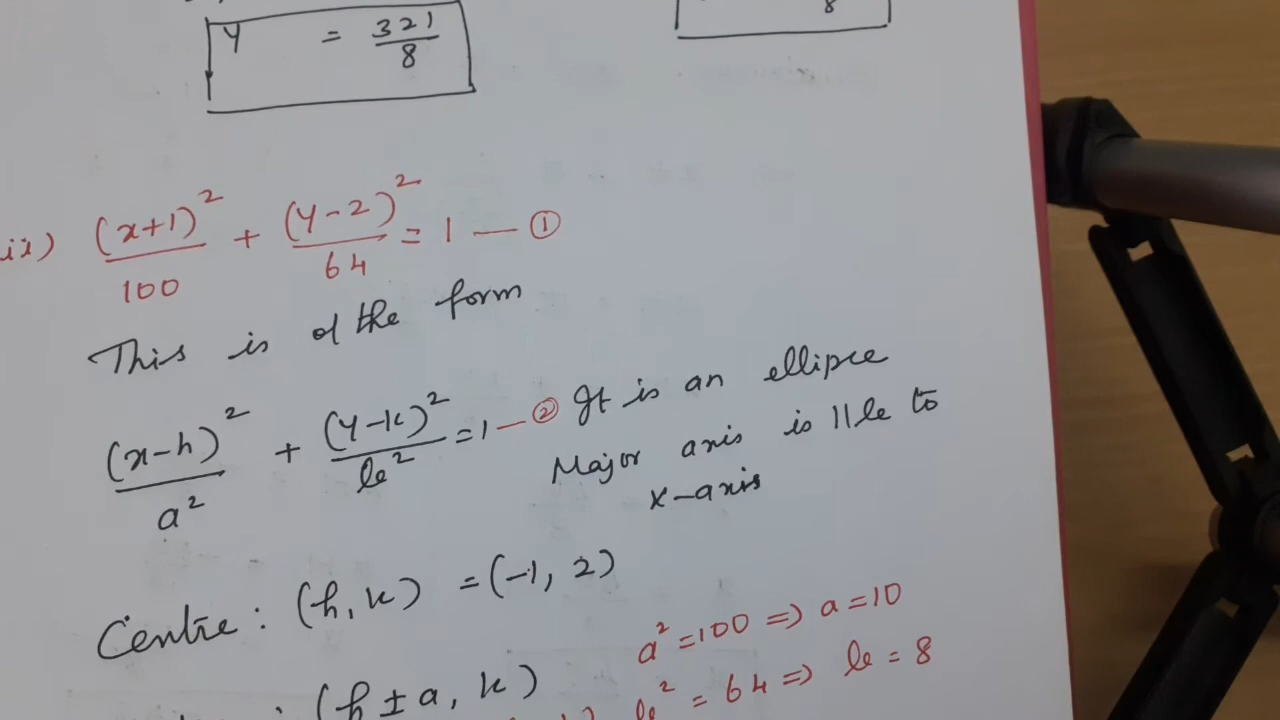 y = 321/8
8
ii) (x+1)²/100 + (y-2)²/64 = 1 — ①
This is of the form
(x-h)²/a² + (y-k)²/b² = 1 — ② It is an ellipse
Major axis is ||le to
x-axis
Centre : (h, k) = (-1, 2)
a² = 100 => a = 10
(h ± a, k)
b² = 64 => b = 8